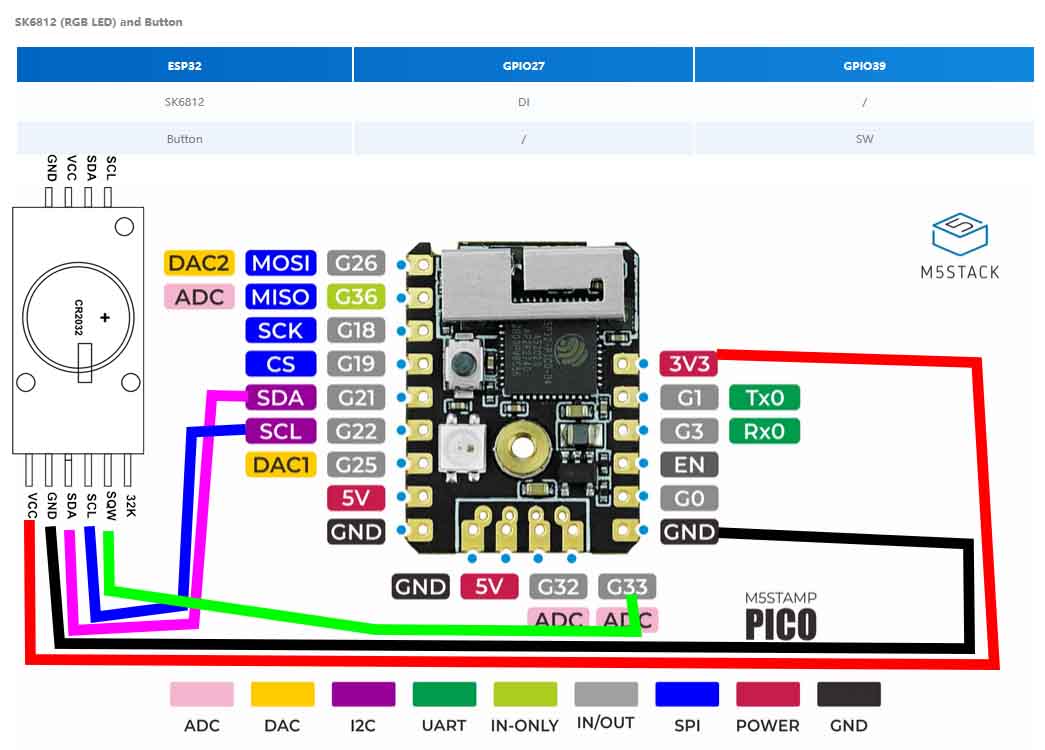 SK6812 (RGB LED) and Button
ESP32 GPIO27 GPIO39
SK6812 DI /
Button / SW
GND VCC SDA SCL
CR2032 +
VCC GND SDA SCL SQW 32K
M5STACK
DAC2 MOSI G26
ADC MISO G36
SCK G18
CS G19 3V3
SDA G21 G1 Tx0
SCL G22 G3 Rx0
DAC1 G25 EN
5V G0
GND GND
GND 5V G32 G33
ADC ADC
M5STAMP
PICO
ADC DAC I2C UART IN-ONLY IN/OUT SPI POWER GND